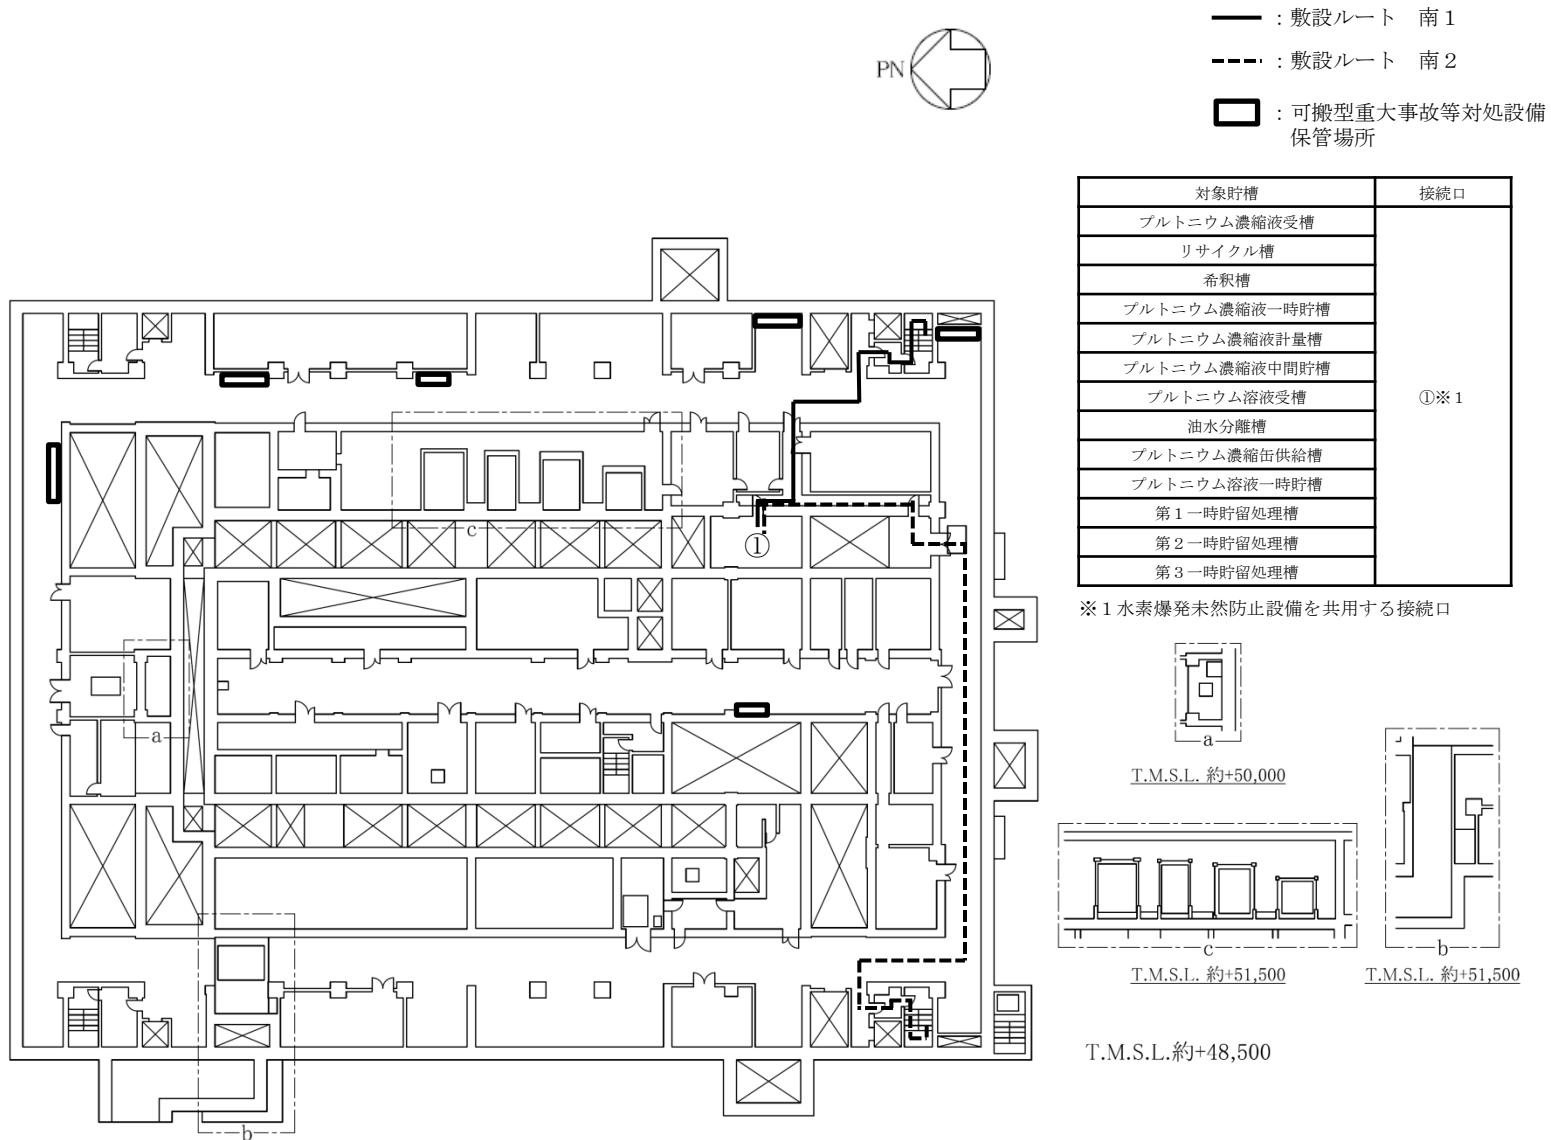 ：敷設ルート　南１
：敷設ルート　南２
：可搬型重大事故等対処設備
保管場所
PN
対象貯槽　接続口
プルトニウム濃縮液受槽
リサイクル槽
希釈槽
プルトニウム濃縮液一時貯槽
プルトニウム濃縮液計量槽
プルトニウム濃縮液中間貯槽
プルトニウム溶液受槽　①※１
油水分離槽
プルトニウム濃縮缶供給槽
プルトニウム溶液一時貯槽
第１一時貯留処理槽
第２一時貯留処理槽
第３一時貯留処理槽
※１水素爆発未然防止設備を共用する接続口
c
①
a
b
a
T.M.S.L. 約+50,000
c
T.M.S.L. 約+51,500
b
T.M.S.L. 約+51,500
T.M.S.L.約+48,500